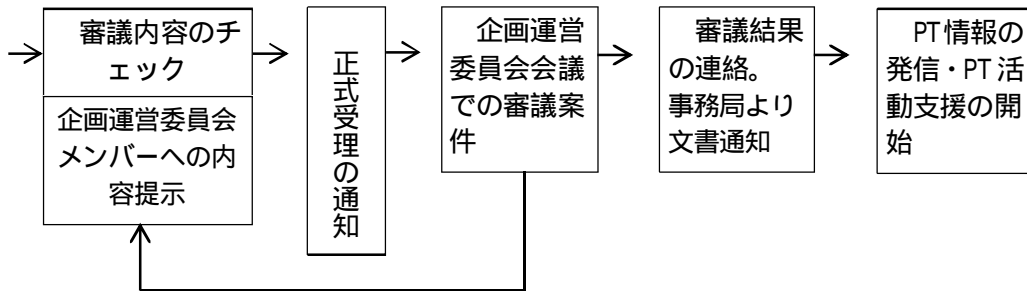 審議内容のチ
ェック
企画運営委員会
メンバーへの内
容提示
正式受理の通知
企画運営
委員会会議
での審議案
件
審議結果
の連絡。
事務局より
文書通知
PT情報の
発信・PT活
動支援の開
始